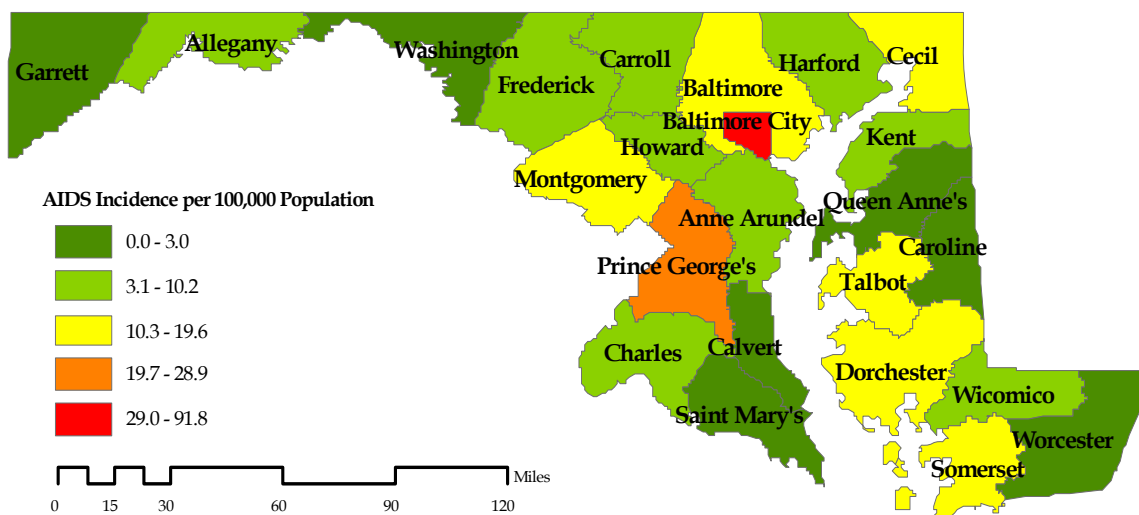 Garrett
Allegany
Washington
Frederick
Carroll
Baltimore
Harford
Cecil
Baltimore City
Howard
Kent
Montgomery
Anne Arundel
Queen Anne's
Caroline
Prince George's
Talbot
Charles
Calvert
Dorchester
Saint Mary's
Wicomico
Worcester
Somerset
AIDS Incidence per 100,000 Population
0.0 - 3.0
3.1 - 10.2
10.3 - 19.6
19.7 - 28.9
29.0 - 91.8
Miles
0 15 30 60 90 120